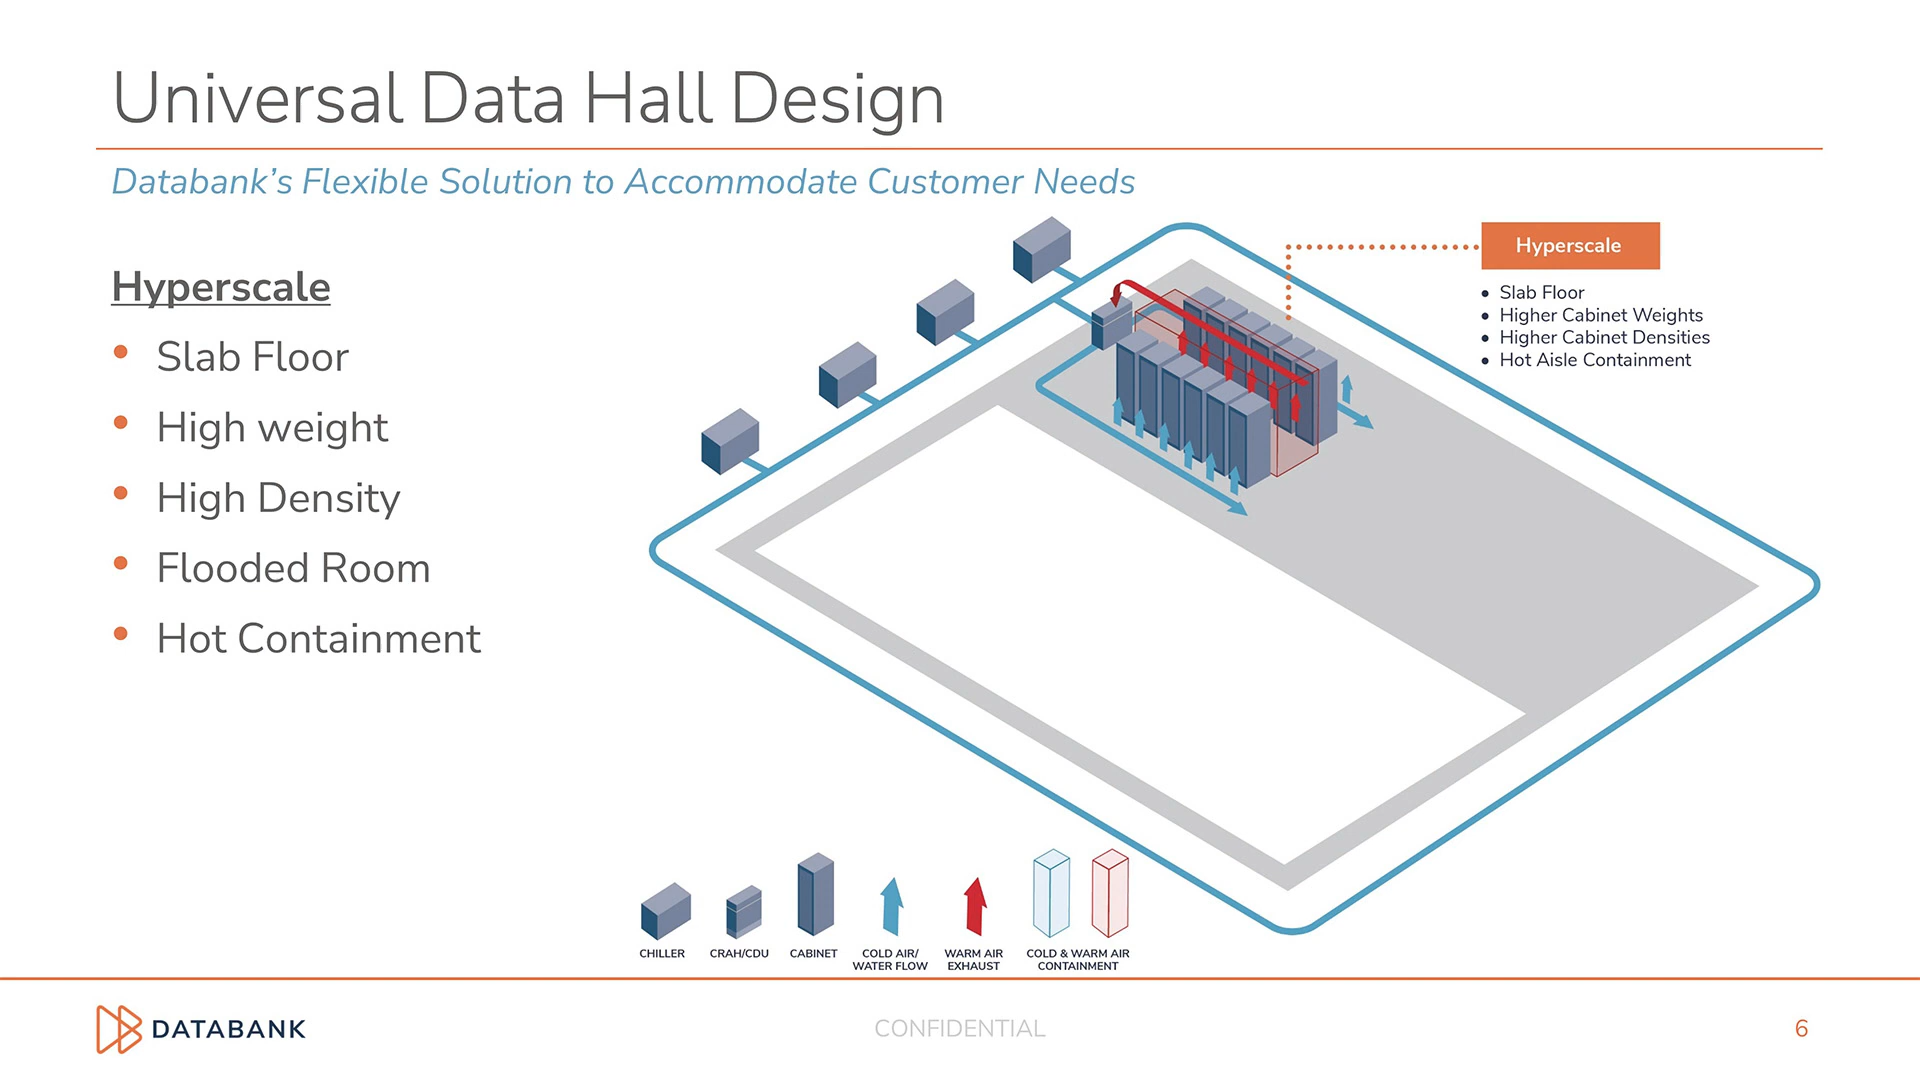 Universal Data Hall Design
Databank’s Flexible Solution to Accommodate Customer Needs
Hyperscale
• Slab Floor
• High weight
• High Density
• Flooded Room
• Hot Containment
Hyperscale
• Slab Floor
• Higher Cabinet Weights
• Higher Cabinet Densities
• Hot Aisle Containment
CHILLER
CRAH/CDU
CABINET
COLD AIR/
WATER FLOW
WARM AIR
EXHAUST
COLD & WARM AIR
CONTAINMENT
DATABANK
CONFIDENTIAL
6